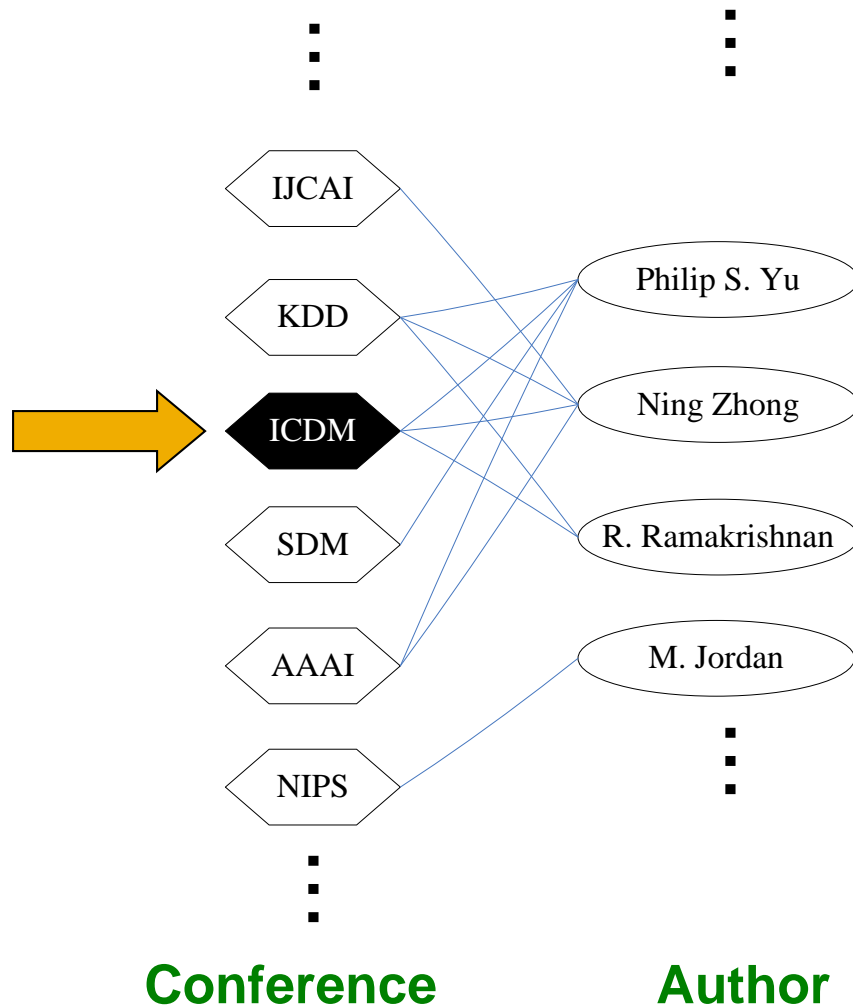 IJCAI
KDD
ICDM
SDM
AAAI
NIPS
Conference
Philip S. Yu
Ning Zhong
R. Ramakrishnan
M. Jordan
Author